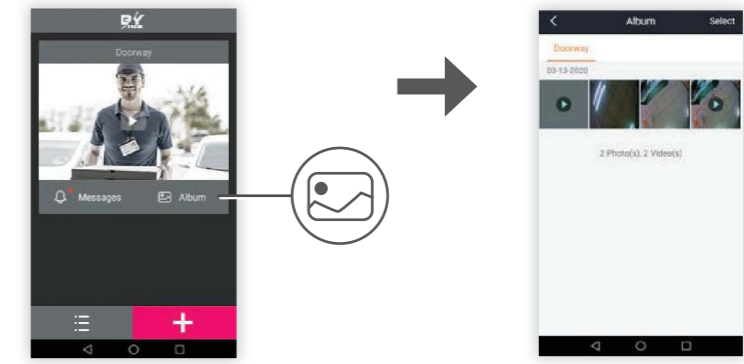 Doorway
Messages
Album
Album
Select
Doorway
03-13-2020
2 Photo(s), 2 Video(s)